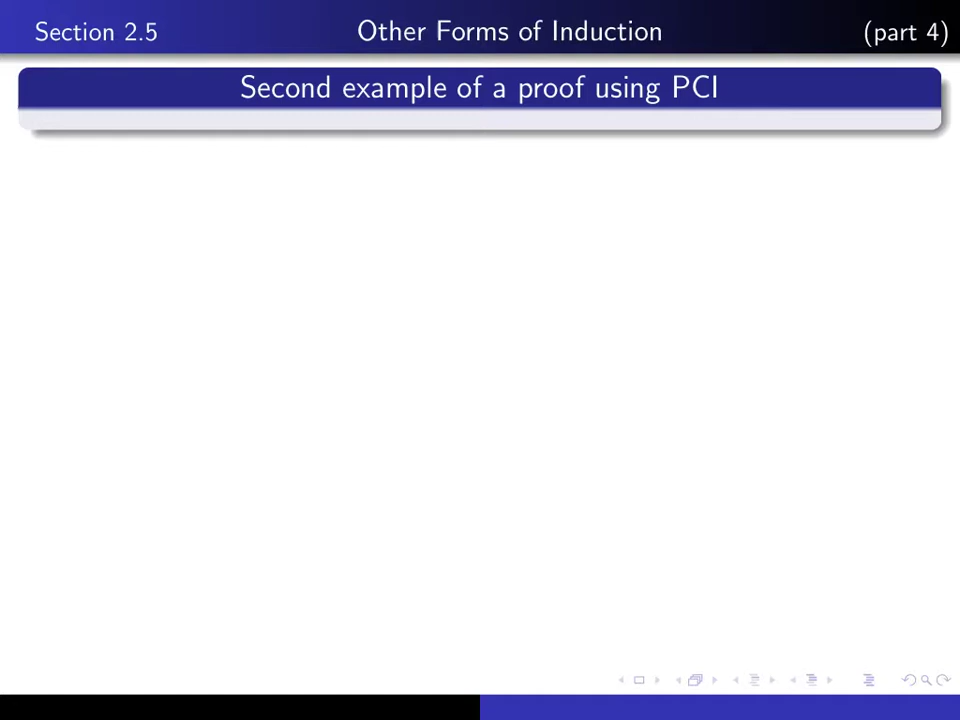 Section 2.5 Other Forms of Induction (part 4)
Second example of a proof using PCI